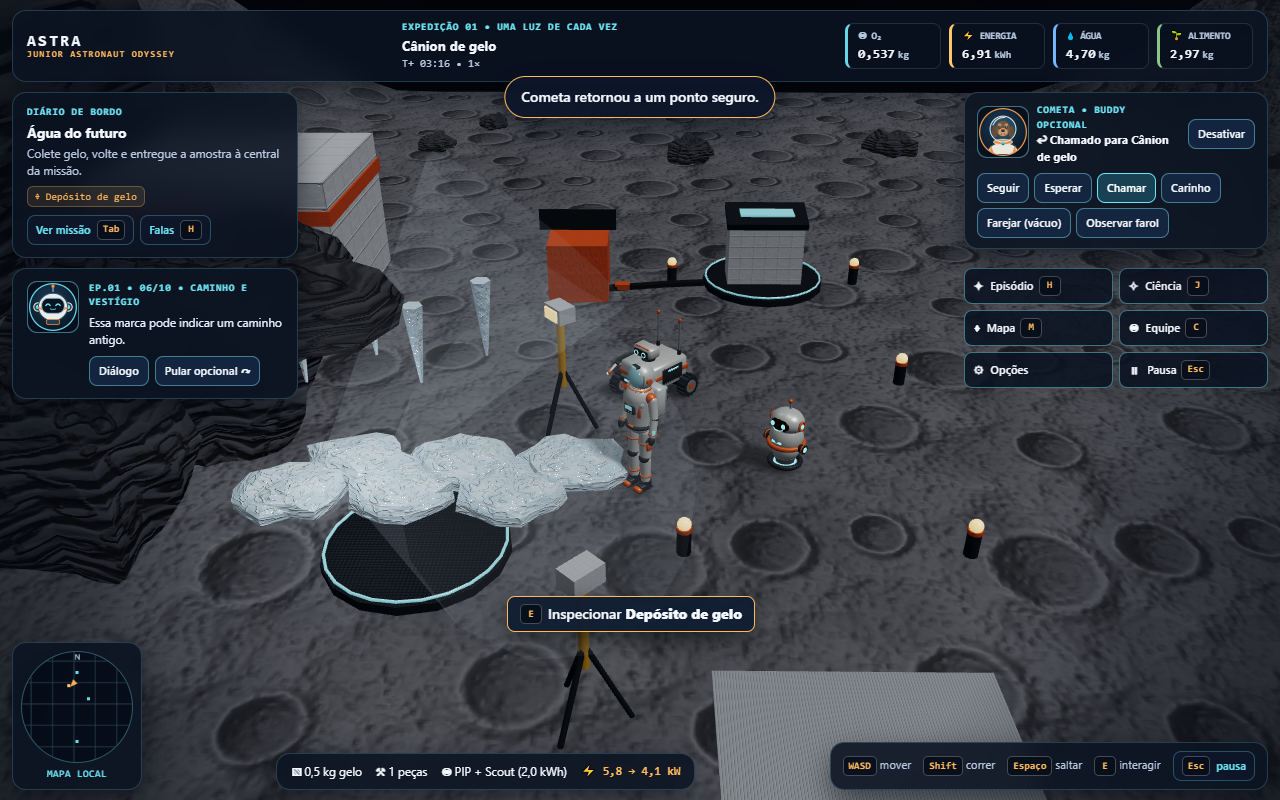 ASTRA
JUNIOR ASTRONAUT ODYSSEY
EXPEDIÇÃO 01 • UMA LUZ DE CADA VEZ
Cânion de gelo
T+ 03:16 • 1×
O₂
0,537 kg
ENERGIA
6,91 kWh
ÁGUA
4,70 kg
ALIMENTO
2,97 kg
Cometa retornou a um ponto seguro.
DIÁRIO DE BORDO
Água do futuro
Colete gelo, volte e entregue a amostra à central
da missão.
Depósito de gelo
Ver missão Tab
Falas H
EP.01 • 06/10 • CAMINHO E
VESTÍGIO
Essa marca pode indicar um caminho
antigo.
Diálogo
Pular opcional
COMETA • BUDDY
OPCIONAL
Chamado para Cânion
de gelo
Desativar
Seguir
Esperar
Chamar
Carinho
Farejar (vácuo)
Observar farol
Episódio H
Ciência J
Mapa M
Equipe C
Opções
Pausa Esc
E Inspecionar Depósito de gelo
N
MAPA LOCAL
0,5 kg gelo 1 peças PIP + Scout (2,0 kWh) 5,8 → 4,1 kW
WASD mover Shift correr Espaço saltar E interagir Esc pausa